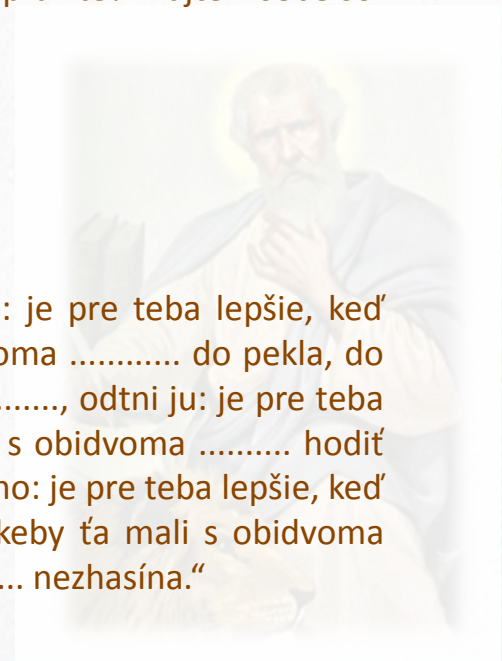 : je pre teba lepšie, keď
oma ............ do pekla, do
......., odtni ju: je pre teba
s obidvoma .......... hodiť
no: je pre teba lepšie, keď
keby ťa mali s obidvoma
... nezhasína.“